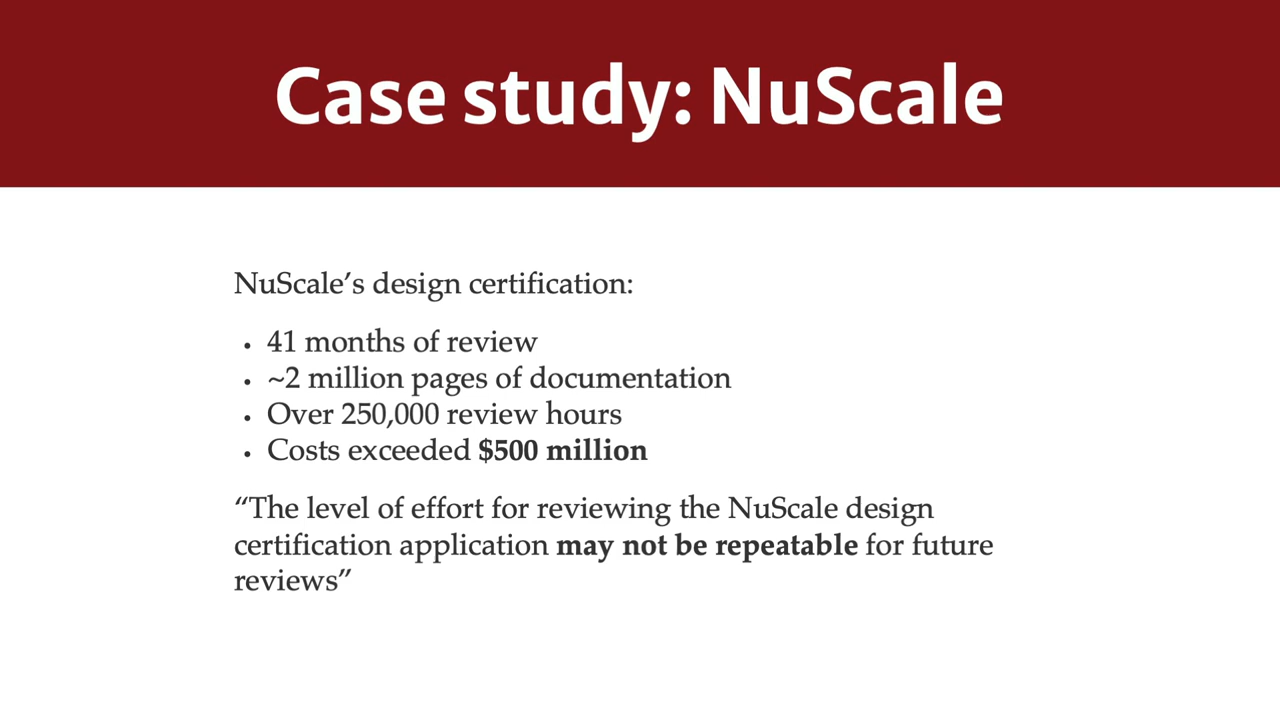 Case study: NuScale
NuScale’s design certification:
• 41 months of review
• ~2 million pages of documentation
• Over 250,000 review hours
• Costs exceeded $500 million
“The level of effort for reviewing the NuScale design
certification application may not be repeatable for future
reviews”